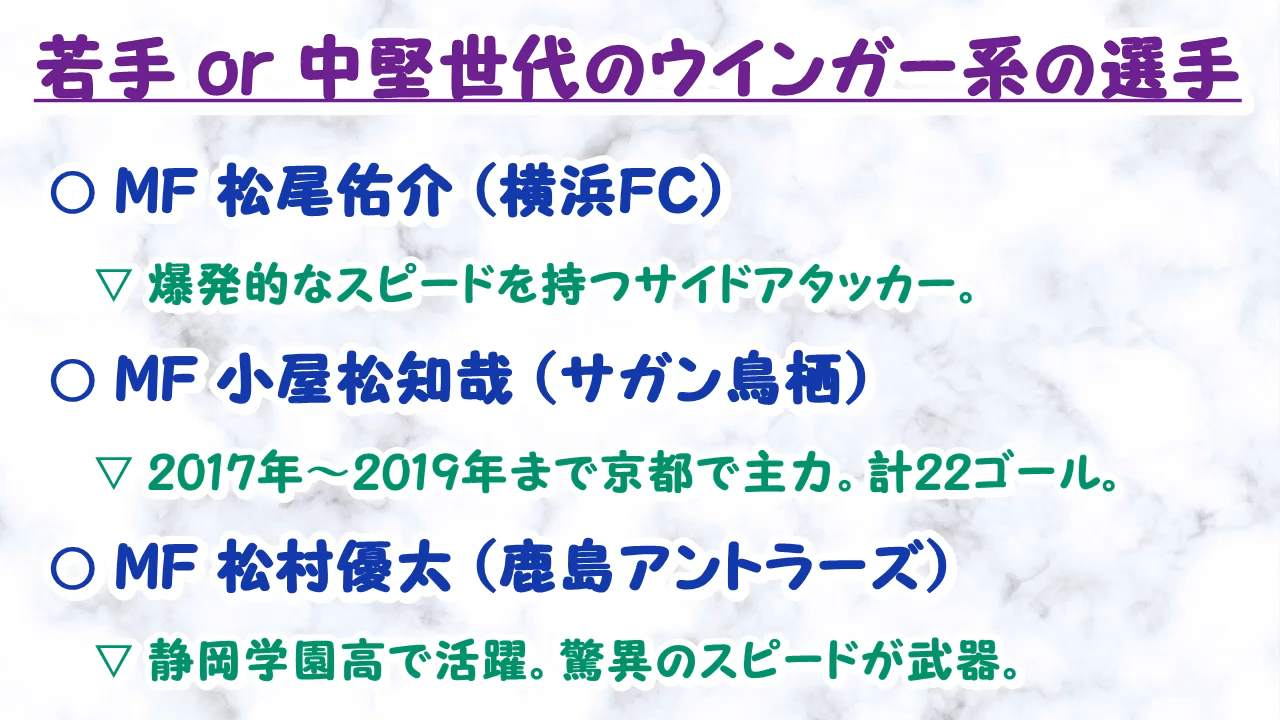 若手 or 中堅世代のウインガー系の選手
○ MF 松尾佑介 (横浜FC)
▽ 爆発的なスピードを持つサイドアタッカー。
○ MF 小屋松知哉 (サガン鳥栖)
▽ 2017年～2019年まで京都で主力。計22ゴール。
○ MF 松村優太 (鹿島アントラーズ)
▽ 静岡学園高で活躍。驚異のスピードが武器。